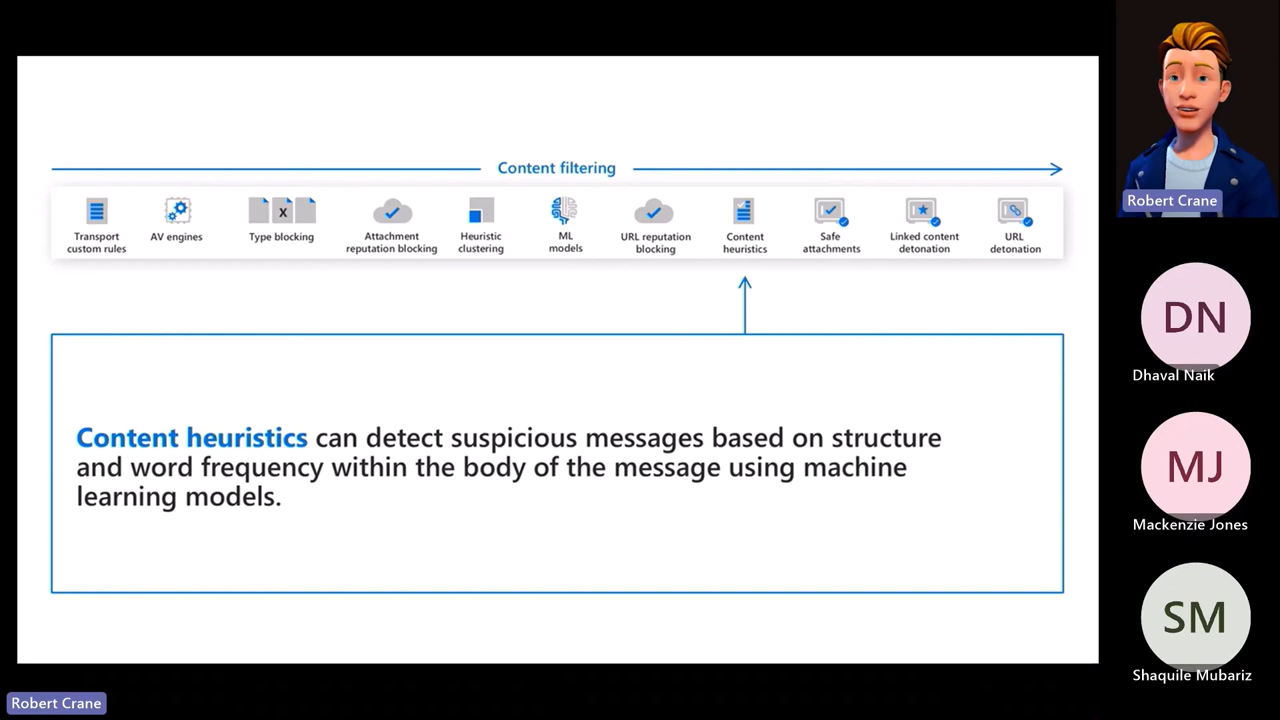 Content filtering
Transport
custom rules
AV engines
X
Type blocking
Attachment
reputation blocking
Heuristic
clustering
ML
models
URL reputation
blocking
Content
heuristics
Safe
attachments
Linked content
detonation
URL
detonation
Content heuristics can detect suspicious messages based on structure
and word frequency within the body of the message using machine
learning models.
Robert Crane
DN
Dhaval Naik
MJ
Mackenzie Jones
SM
Shaquile Mubariz
Robert Crane